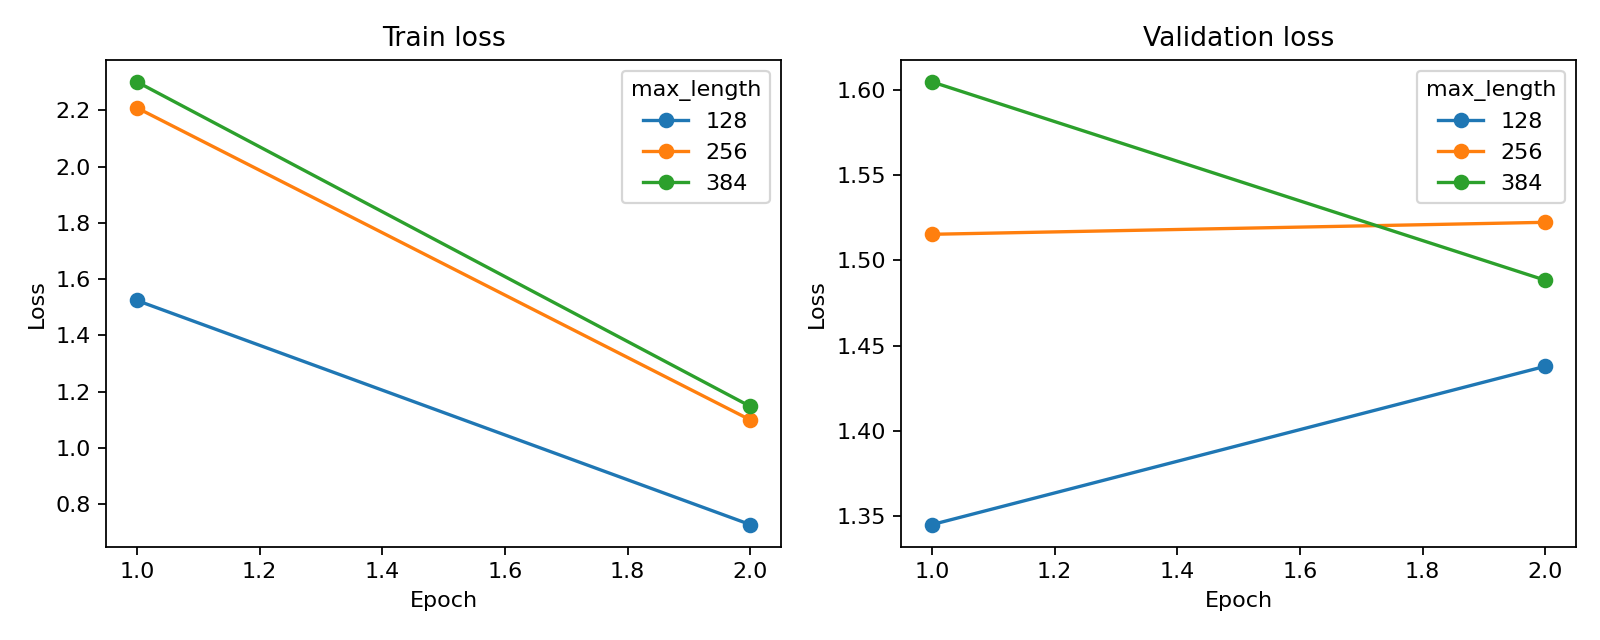 Train loss
Loss
2.2
2.0
1.8
1.6
1.4
1.2
1.0
0.8
max_length
128
256
384
1.0 1.2 1.4 1.6 1.8 2.0
Epoch
Validation loss
Loss
1.60
1.55
1.50
1.45
1.40
1.35
max_length
128
256
384
1.0 1.2 1.4 1.6 1.8 2.0
Epoch